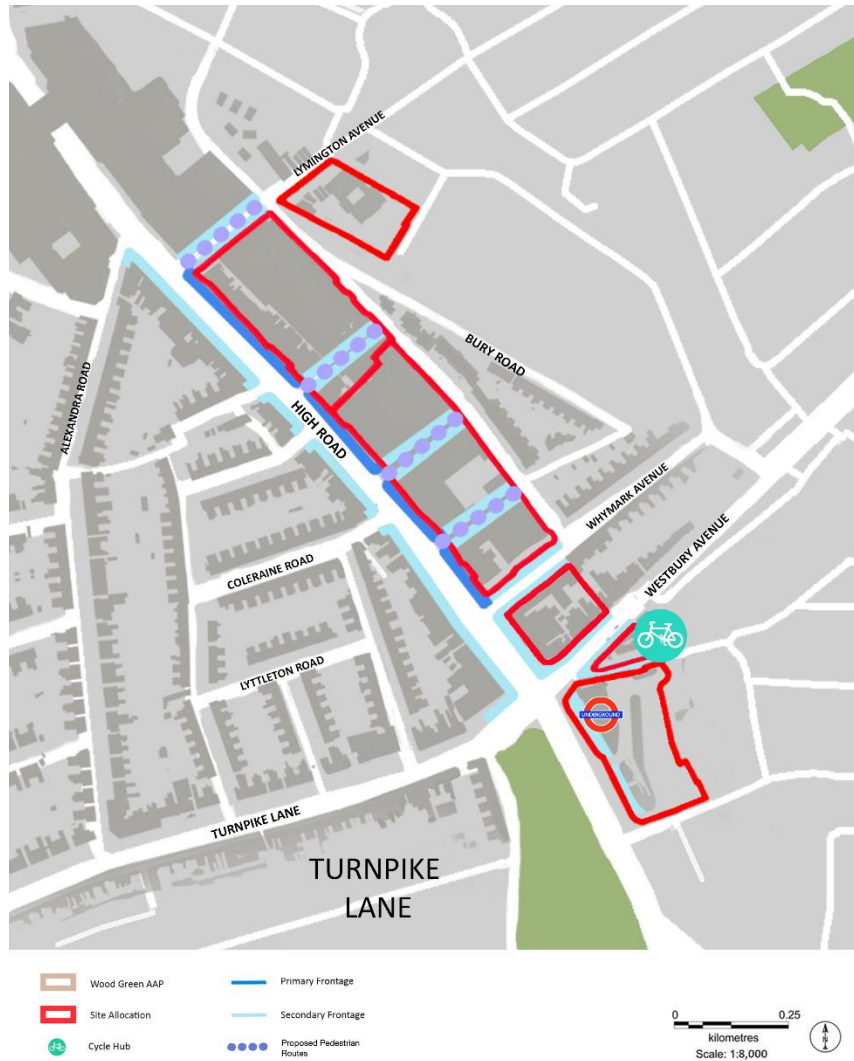 LYMINGTON AVENUE
BURY ROAD
ALEXANDRA ROAD
HIGH ROAD
WHYMARK AVENUE
COLERAINE ROAD
WESTBURY AVENUE
LYTTLETON ROAD
UNDERGROUND
TURNPIKE LANE
TURNPIKE
LANE
Wood Green AAP
Primary Frontage
Site Allocation
Secondary Frontage
Cycle Hub
Proposed Pedestrian
Routes
0 0.25
kilometres
Scale: 1:8,000
N